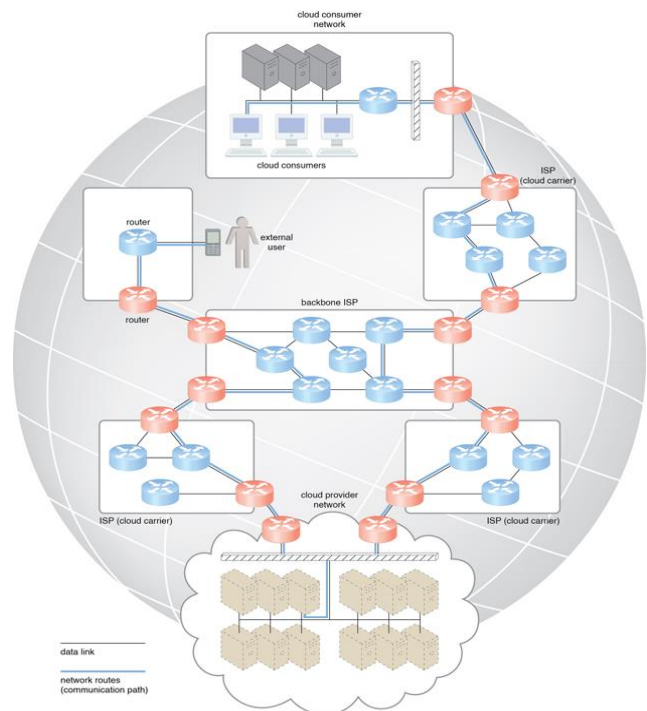 cloud consumer
network
cloud consumers
ISP
(cloud carrier)
router
external
user
router
backbone ISP
cloud provider
network
ISP (cloud carrier)
ISP (cloud carrier)
data link
network routes
(communication path)